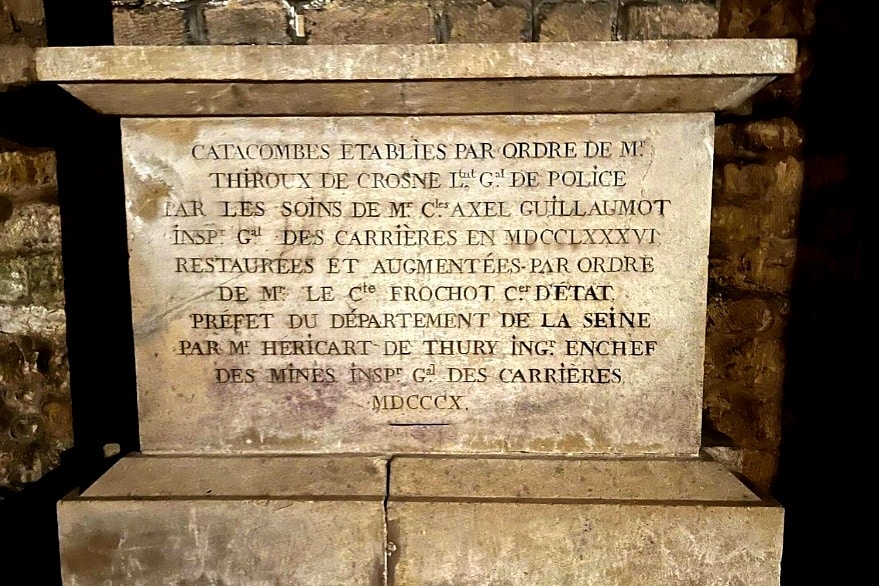 CATACOMBES ETABLIES PAR ORDRE DE Mr
THIROUX DE CROSNE Ltnt Gal DE POLICE
PAR LES SOINS DE Mr Cles AXEL GUILLAUMOT
INSPr Gal DES CARRIÈRES EN MDCCLXXXVI
RESTAURÉES ET AUGMENTÉES PAR ORDRE
DE Mr LE Cte FROCHOT Cer D'ÉTAT
PRÉFET DU DÉPARTEMENT DE LA SEINE
PAR Mr HÉRICART DE THURY INGr ENCHEF
DES MINES INSPr Gal DES CARRIÈRES
MDCCCX.